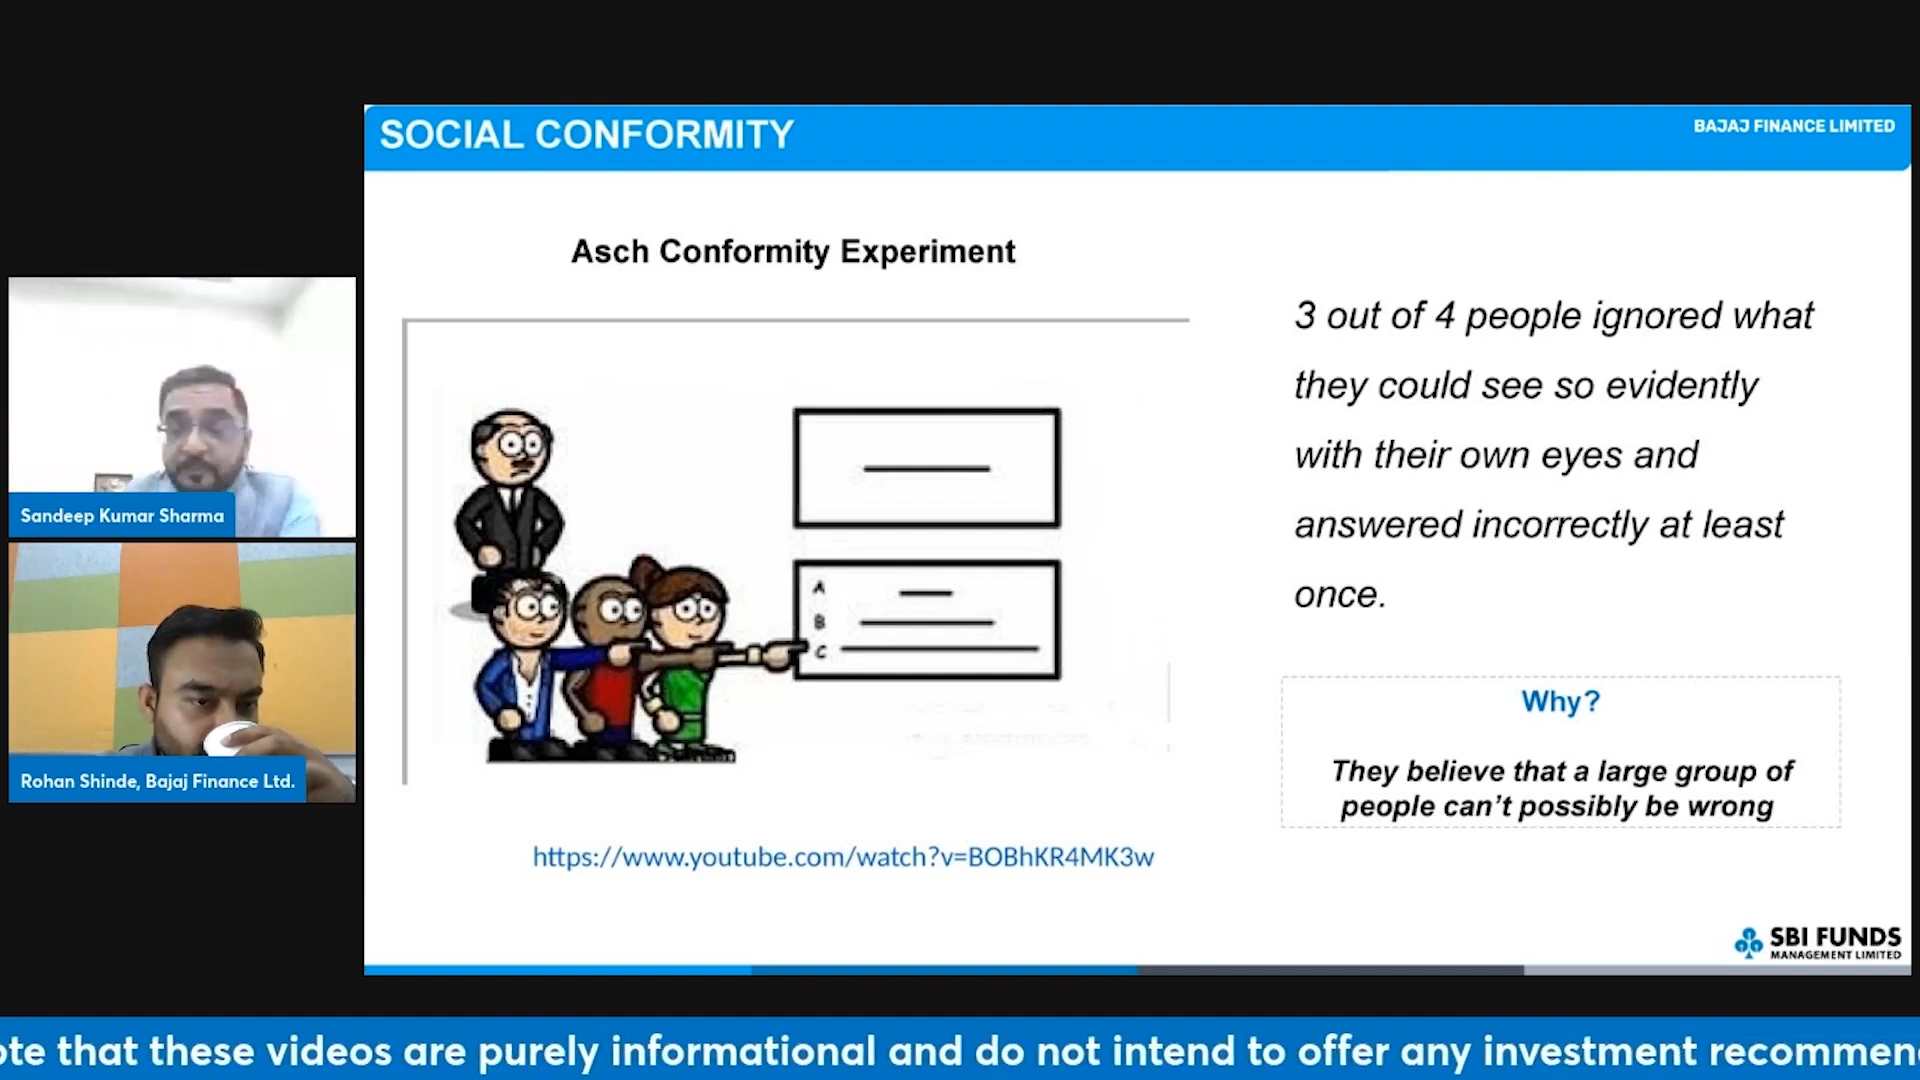 SOCIAL CONFORMITY
BAJAJ FINANCE LIMITED
Asch Conformity Experiment
A
B
C
3 out of 4 people ignored what
they could see so evidently
with their own eyes and
answered incorrectly at least
once.
Why?
They believe that a large group of
people can’t possibly be wrong
https://www.youtube.com/watch?v=BOBhKR4MK3w
SBI FUNDS
MANAGEMENT LIMITED
Sandeep Kumar Sharma
Rohan Shinde, Bajaj Finance Ltd.
ote that these videos are purely informational and do not intend to offer any investment recommen